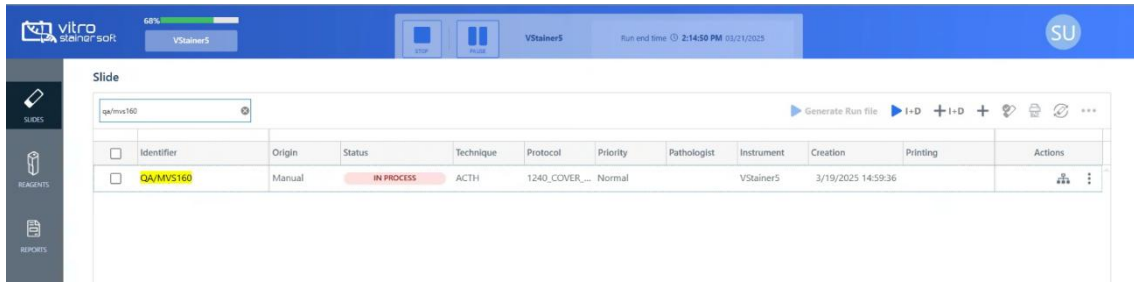 vitro
stainersoft
68%
VStainer5
STOP
PAUSE
VStainer5
Run end time 2:14:50 PM 03/21/2025
SU
SLIDES
REAGENTS
REPORTS
Slide
qa/mvs160
Generate Run file I+D I+D
Identifier Origin Status Technique Protocol Priority Pathologist Instrument Creation Printing Actions
QA/MVS160 Manual IN PROCESS ACTH 1240_COVER_... Normal VStainer5 3/19/2025 14:59:36